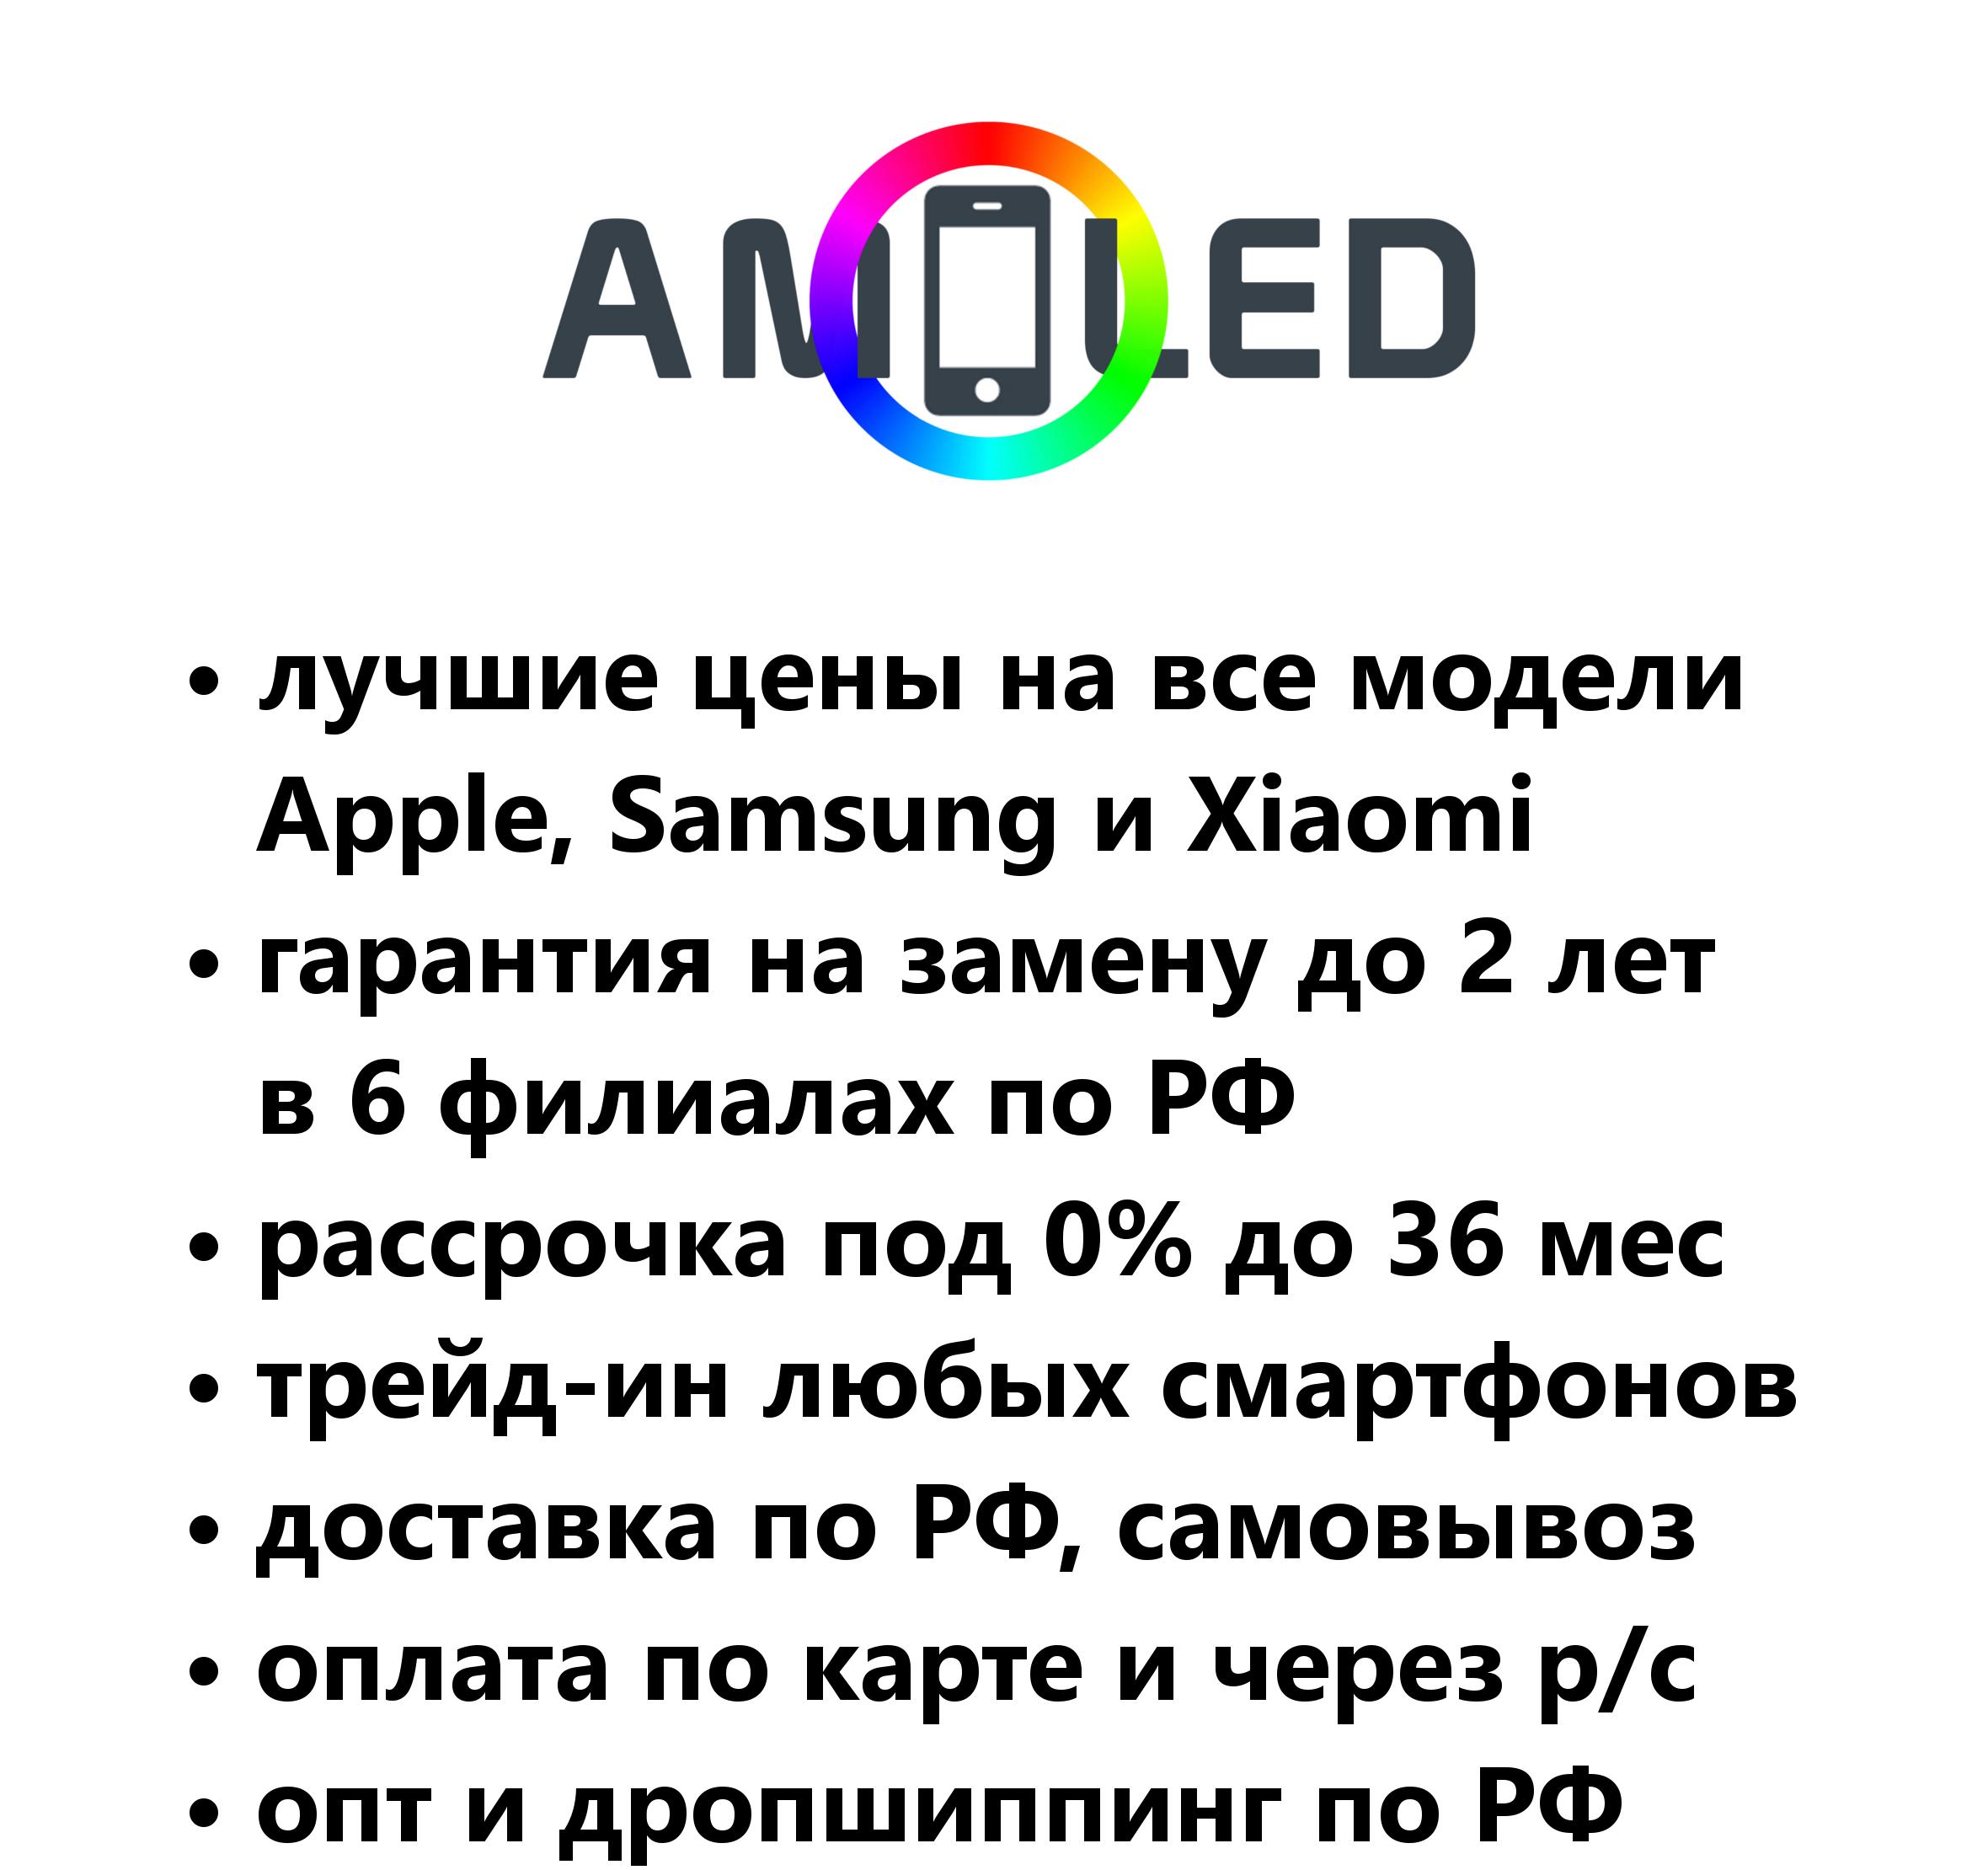 AMOLED
• лучшие цены на все модели
Apple, Samsung и Xiaomi
• гарантия на замену до 2 лет
в 6 филиалах по РФ
• рассрочка под 0% до 36 мес
• трейд-ин любых смартфонов
• доставка по РФ, самовывоз
• оплата по карте и через р/с
• опт и дропшиппинг по РФ